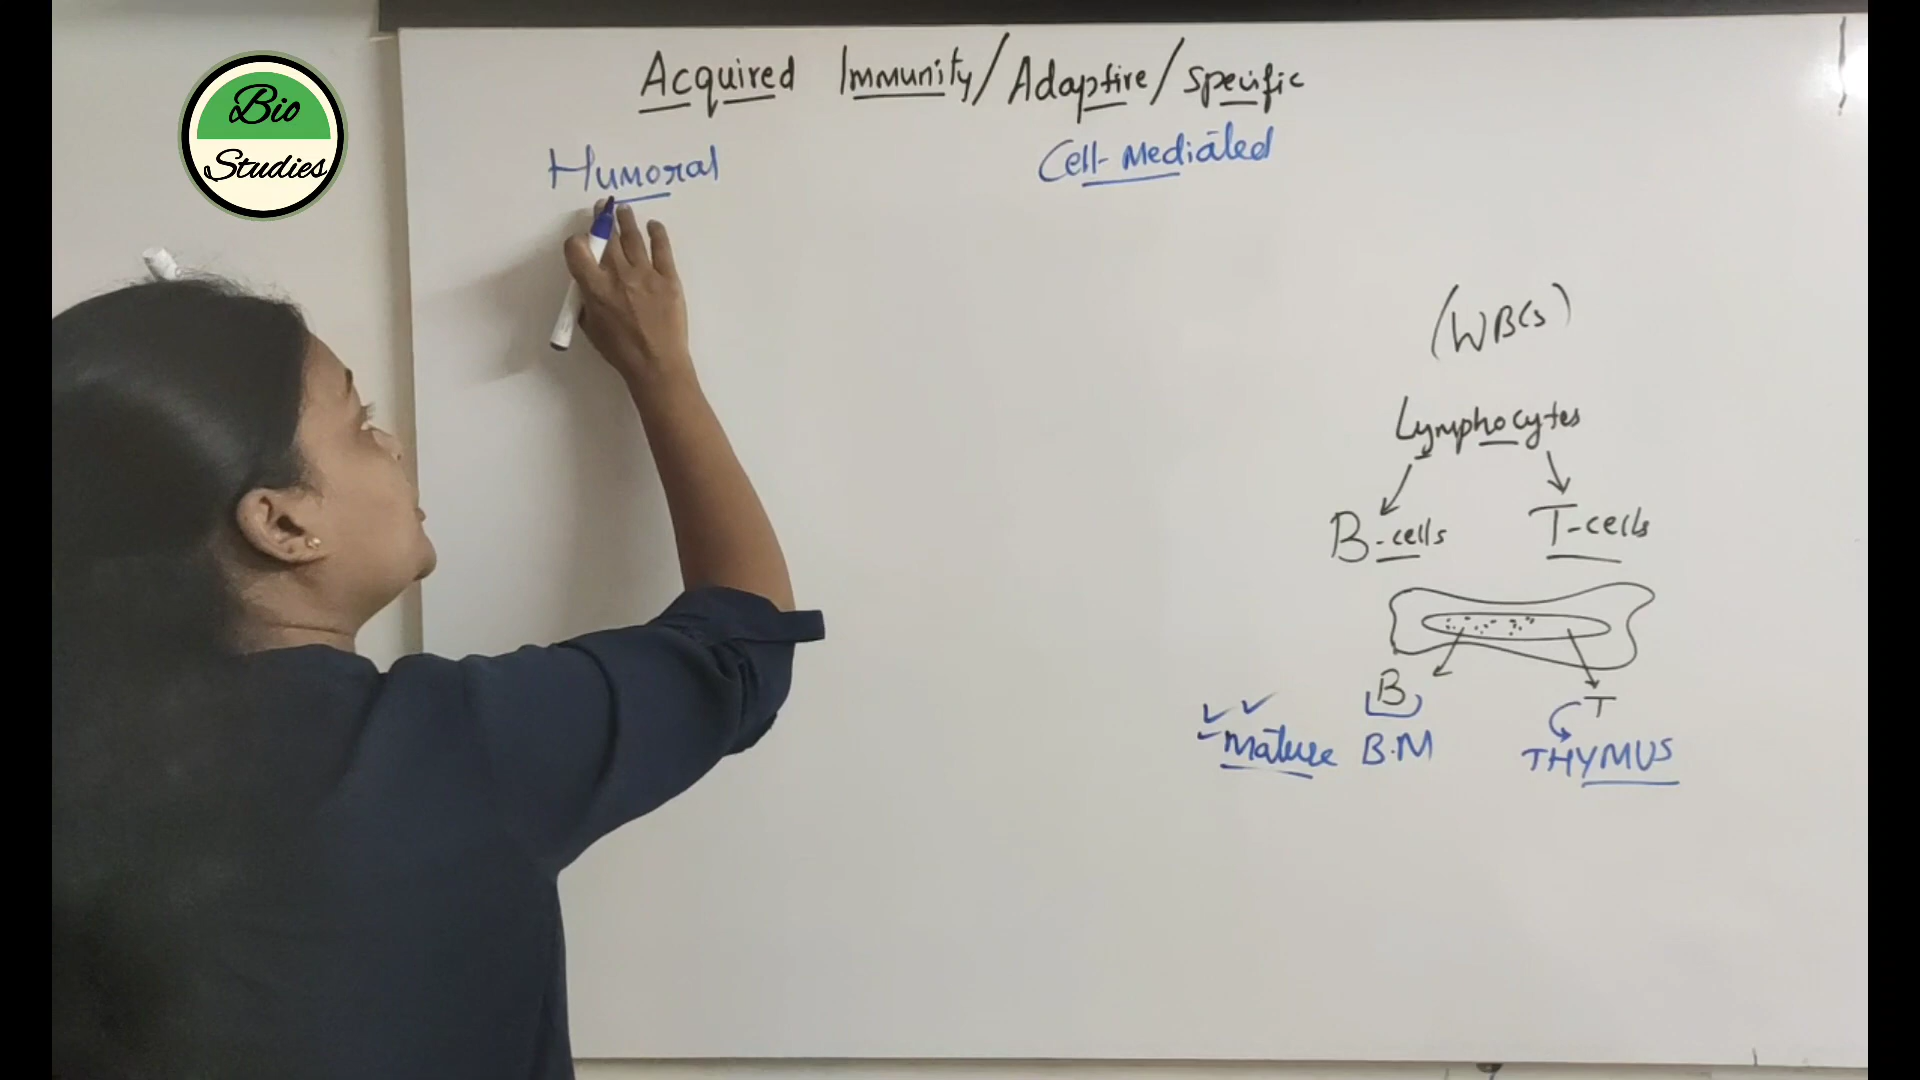 Bio
Studies
Acquired Immunity/Adaptive/Specific
Humoral
Cell-Mediated
(WBCs)
Lymphocytes
B-cells
T-cells
B
T
Mature B.M
THYMUS